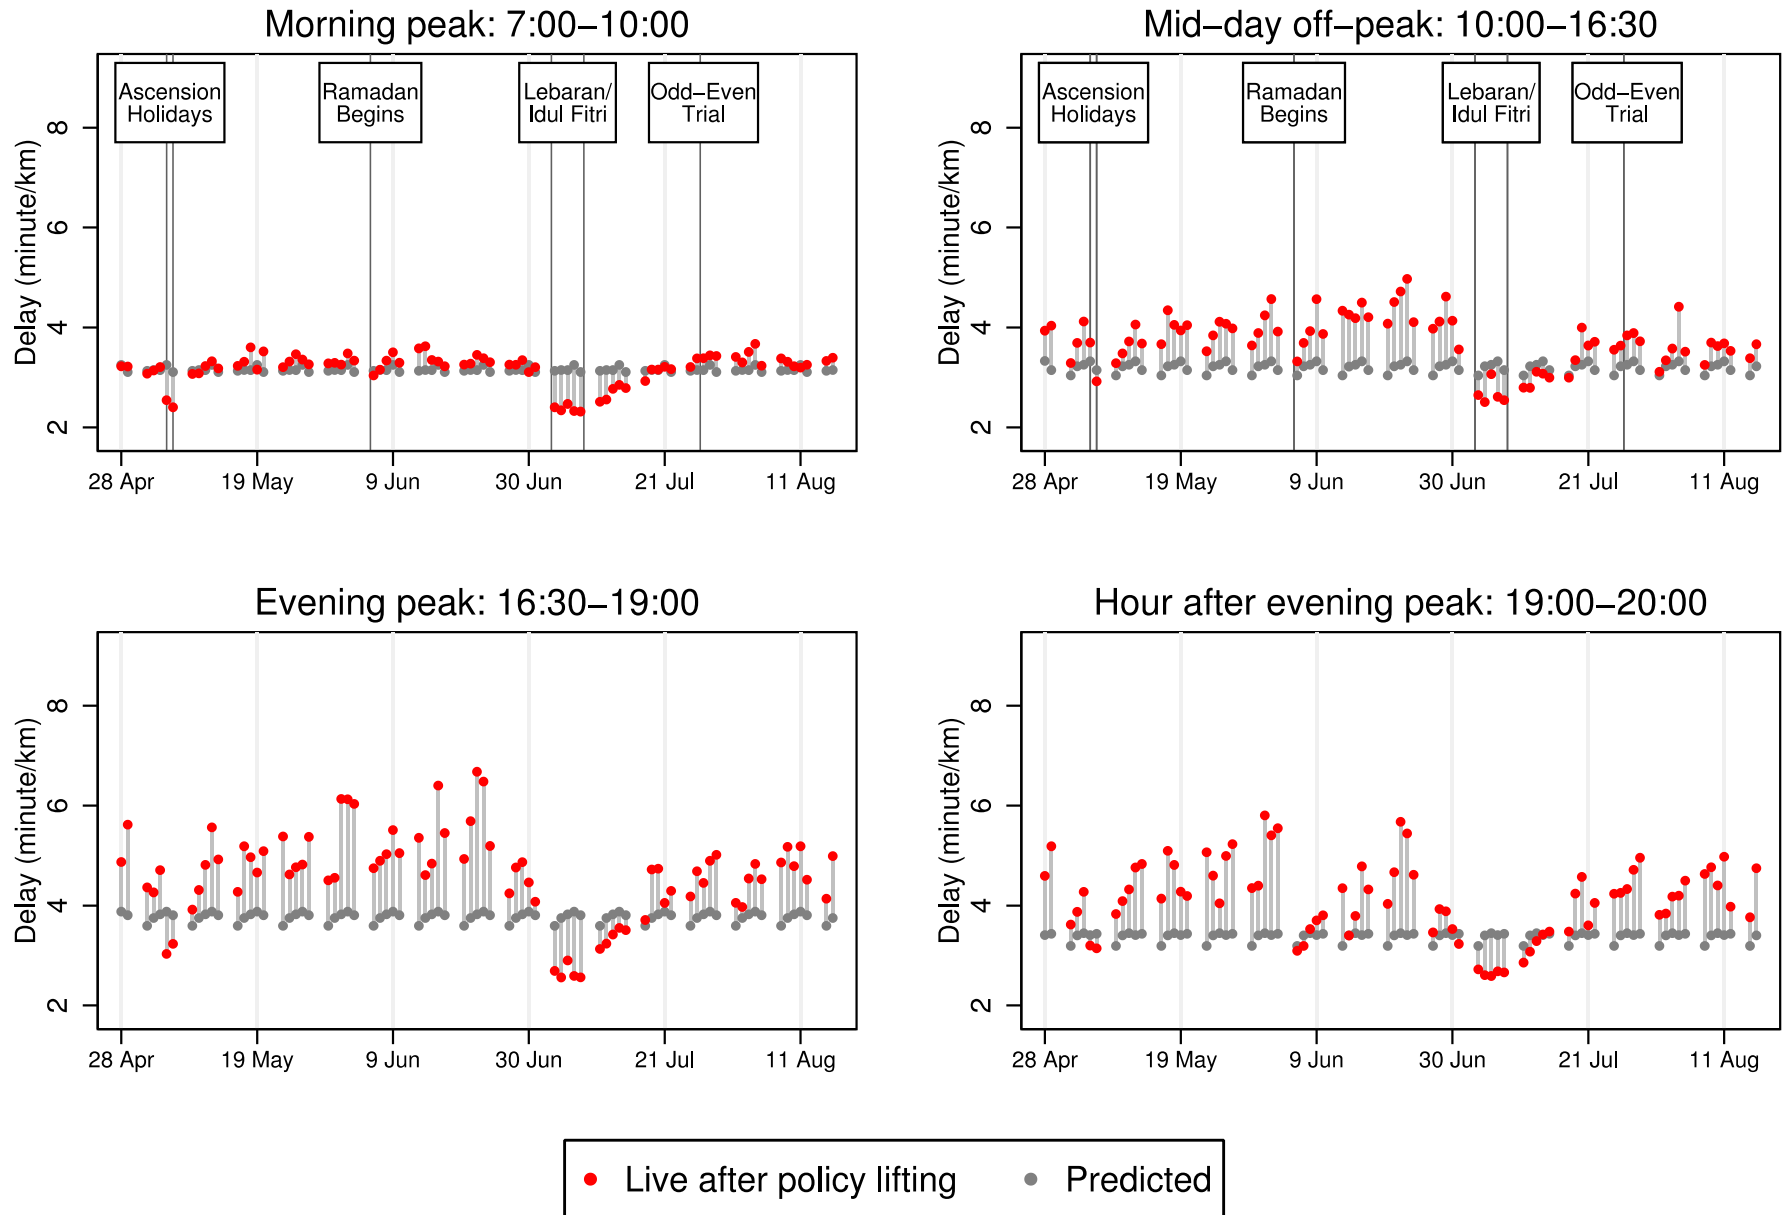 Morning peak: 7:00–10:00
Delay (minute/km)
8
6
4
2
Ascension
Holidays
Ramadan
Begins
Lebaran/
Idul Fitri
Odd–Even
Trial
28 Apr
19 May
9 Jun
30 Jun
21 Jul
11 Aug
Mid–day off–peak: 10:00–16:30
Delay (minute/km)
8
6
4
2
Ascension
Holidays
Ramadan
Begins
Lebaran/
Idul Fitri
Odd–Even
Trial
28 Apr
19 May
9 Jun
30 Jun
21 Jul
11 Aug
Evening peak: 16:30–19:00
Delay (minute/km)
8
6
4
2
28 Apr
19 May
9 Jun
30 Jun
21 Jul
11 Aug
Hour after evening peak: 19:00–20:00
Delay (minute/km)
8
6
4
2
28 Apr
19 May
9 Jun
30 Jun
21 Jul
11 Aug
Live after policy lifting
Predicted